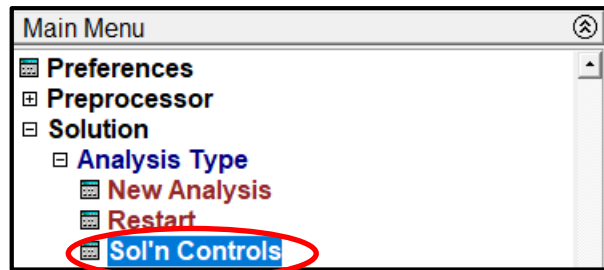 Main Menu
Preferences
Preprocessor
Solution
Analysis Type
New Analysis
Restart
Sol'n Controls